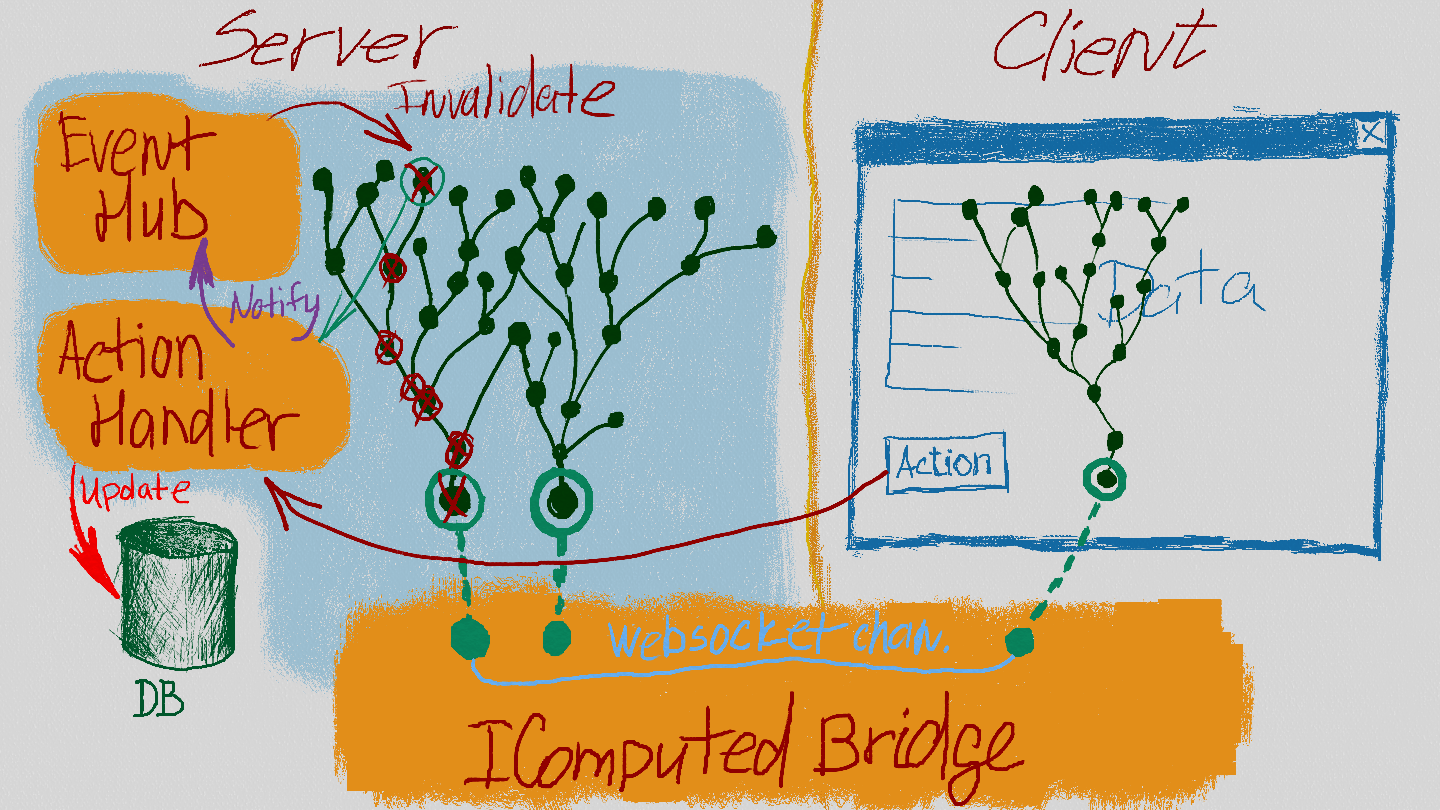 Server
Client
Invalidate
Event
Hub
Notify
Action
Handler
Update
DB
Data
Action
Websocket chan.
IComputed Bridge